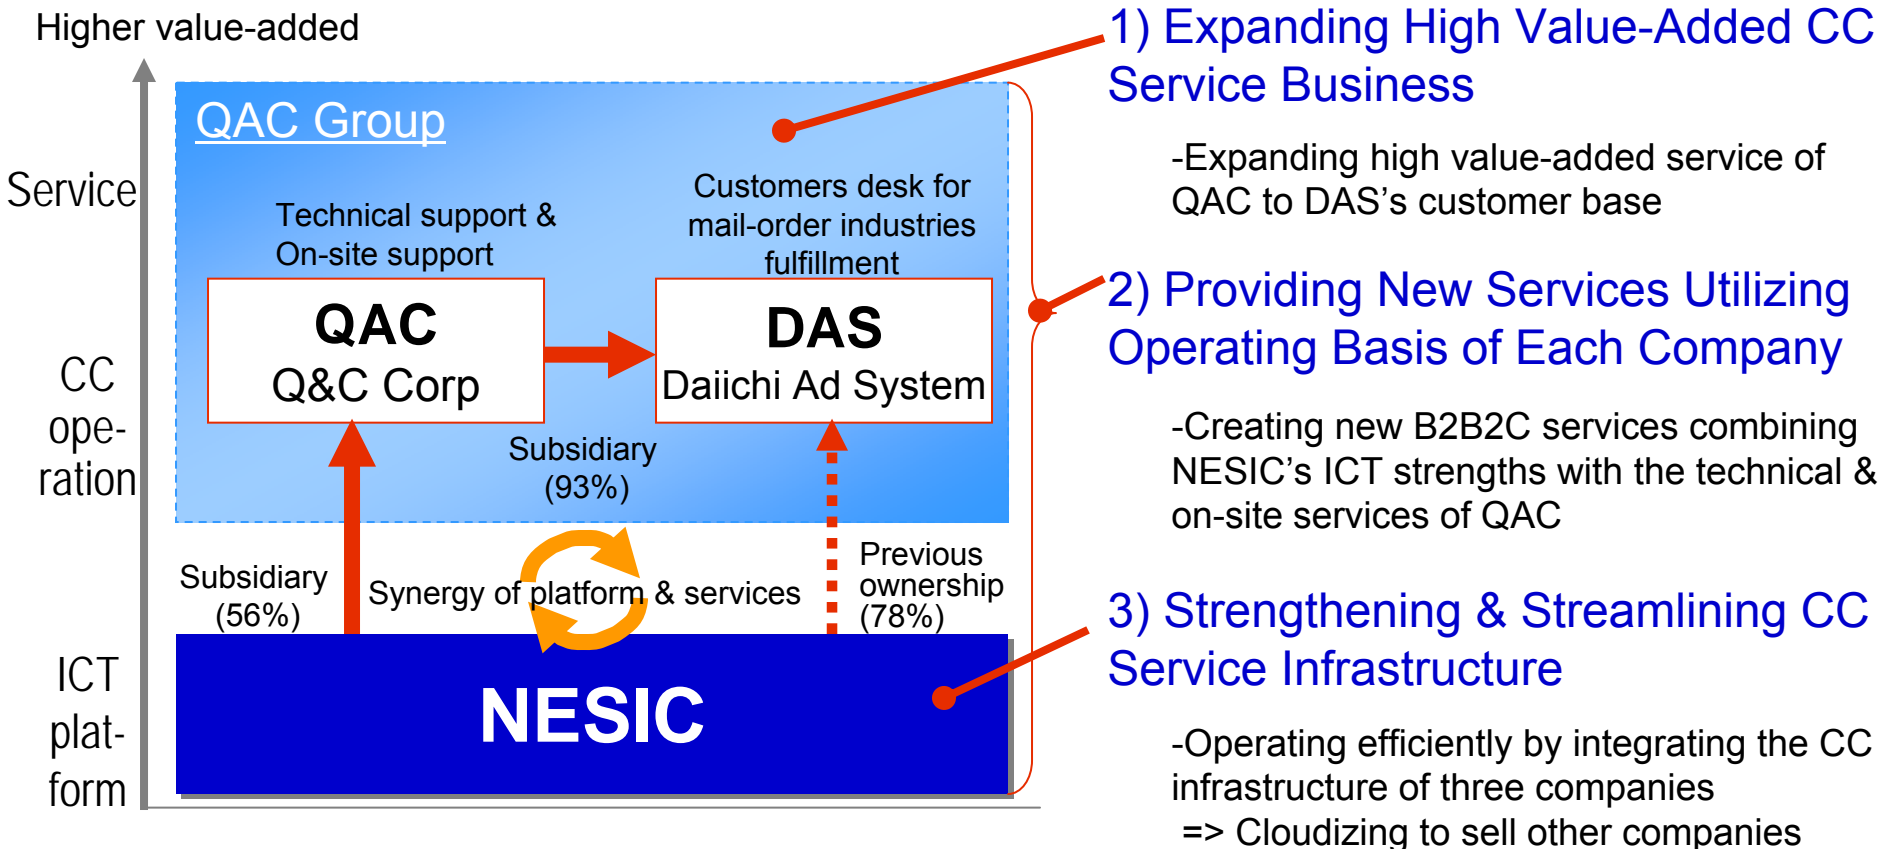 Higher value-added
Service
CC
ope-
ration
ICT
plat-
form
QAC Group
Technical support &
On-site support
Customers desk for
mail-order industries
fulfillment
QAC
Q&C Corp
DAS
Daiichi Ad System
Subsidiary
(93%)
Subsidiary
(56%)
Synergy of platform & services
Previous
ownership
(78%)
NESIC
1) Expanding High Value-Added CC
Service Business
-Expanding high value-added service of
QAC to DAS’s customer base
2) Providing New Services Utilizing
Operating Basis of Each Company
-Creating new B2B2C services combining
NESIC’s ICT strengths with the technical &
on-site services of QAC
3) Strengthening & Streamlining CC
Service Infrastructure
-Operating efficiently by integrating the CC
infrastructure of three companies
=> Cloudizing to sell other companies